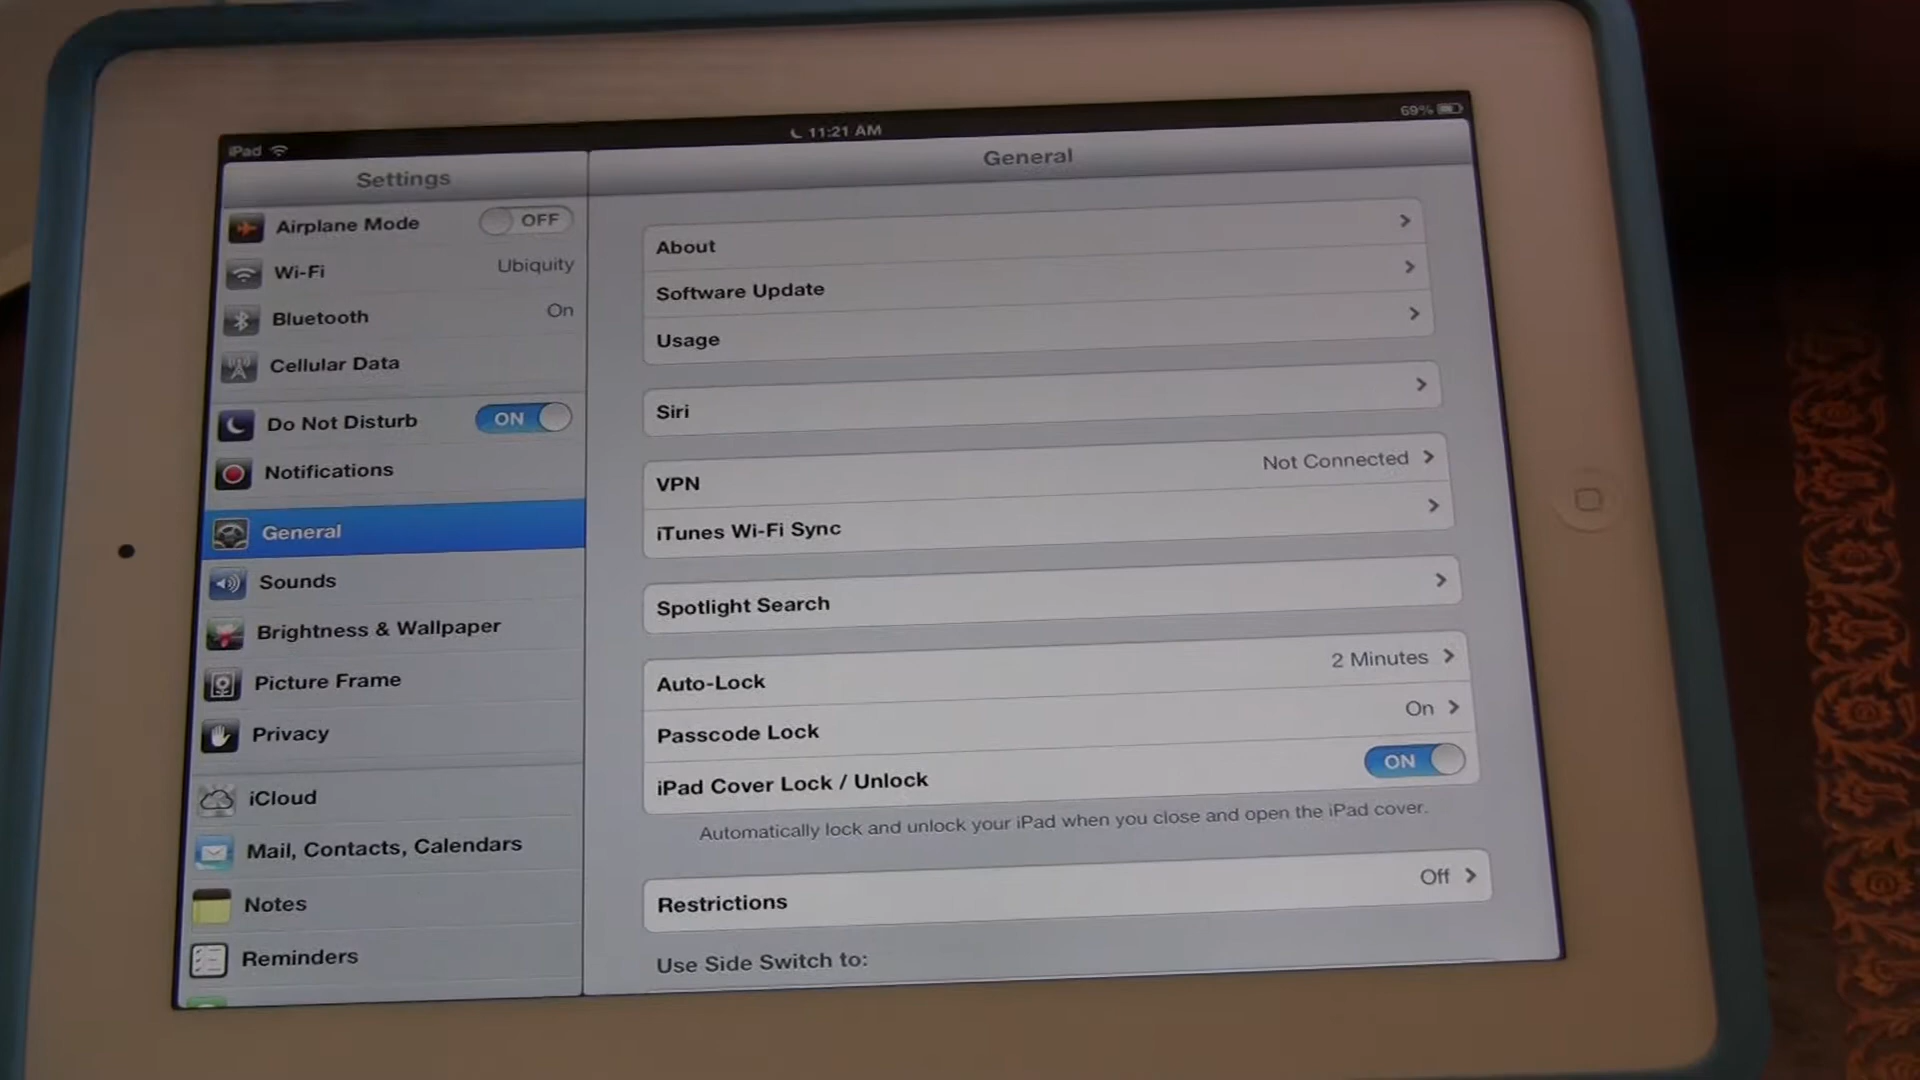 iPad
11:21 AM
69%
Settings
General
Airplane Mode OFF
Wi-Fi Ubiquity
Bluetooth On
Cellular Data
Do Not Disturb ON
Notifications
General
Sounds
Brightness & Wallpaper
Picture Frame
Privacy
iCloud
Mail, Contacts, Calendars
Notes
Reminders
About
Software Update
Usage
Siri
VPN Not Connected
iTunes Wi-Fi Sync
Spotlight Search
Auto-Lock 2 Minutes
Passcode Lock On
iPad Cover Lock / Unlock ON
Automatically lock and unlock your iPad when you close and open the iPad cover.
Restrictions Off
Use Side Switch to: